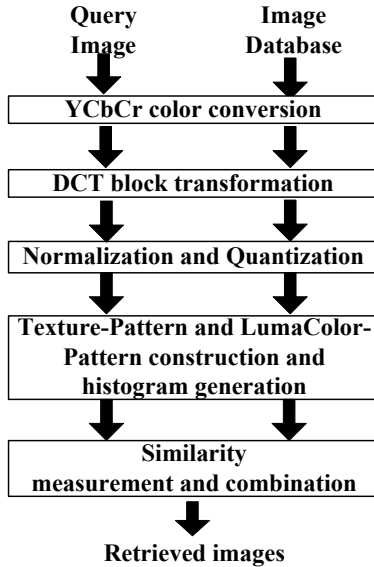 Query
Image
Image
Database
YCbCr color conversion
DCT block transformation
Normalization and Quantization
Texture-Pattern and LumaColor-
Pattern construction and
histogram generation
Similarity
measurement and combination
Retrieved images